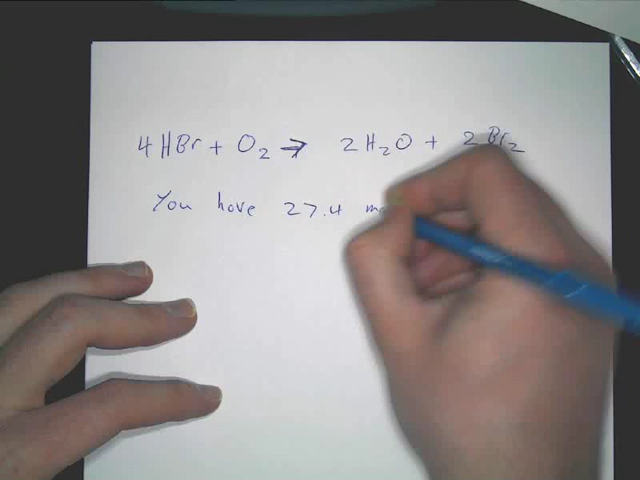 4HBr + O₂ → 2H₂O + 2Br₂
You have 27.4